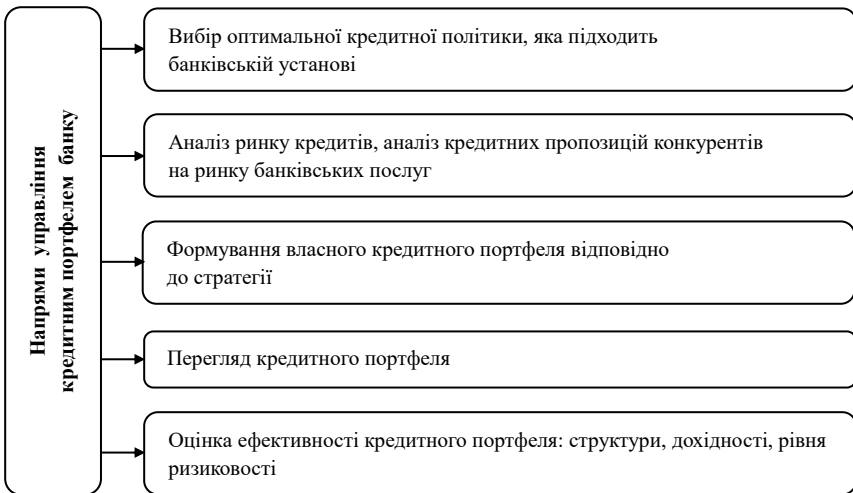 Напрями управління
кредитним портфелем банку
Вибір оптимальної кредитної політики, яка підходить
банківській установі
Аналіз ринку кредитів, аналіз кредитних пропозицій конкурентів
на ринку банківських послуг
Формування власного кредитного портфеля відповідно
до стратегії
Перегляд кредитного портфеля
Оцінка ефективності кредитного портфеля: структури, дохідності, рівня
ризиковості